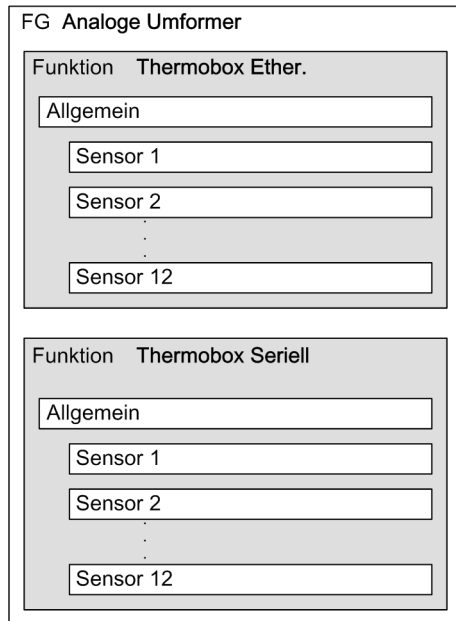 FG Analoge Umformer
Funktion Thermobox Ether.
Allgemein
Sensor 1
Sensor 2
.
.
.
Sensor 12
Funktion Thermobox Seriell
Allgemein
Sensor 1
Sensor 2
.
.
.
Sensor 12